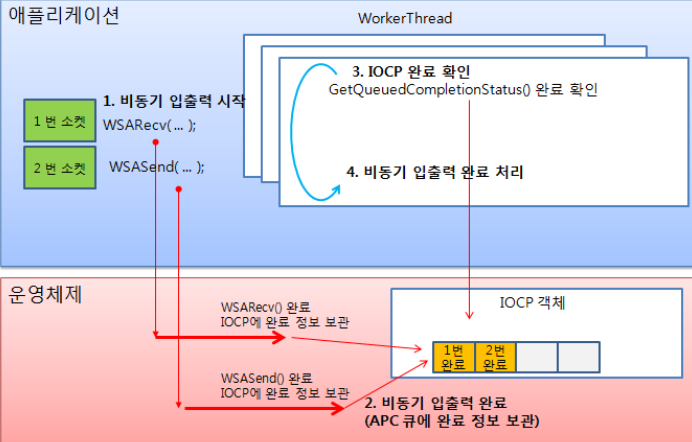 애플리케이션
WorkerThread
3. IOCP 완료 확인
GetQueuedCompletionStatus() 완료 확인
1. 비동기 입출력 시작
1 번 소켓
WSARecv( ... );
2 번 소켓
WSASend( ... );
4. 비동기 입출력 완료 처리
운영체제
WSARecv() 완료
IOCP에 완료 정보 보관
IOCP 객체
1번
완료
2번
완료
WSASend() 완료
IOCP에 완료 정보 보관
2. 비동기 입출력 완료
(APC 큐에 완료 정보 보관)